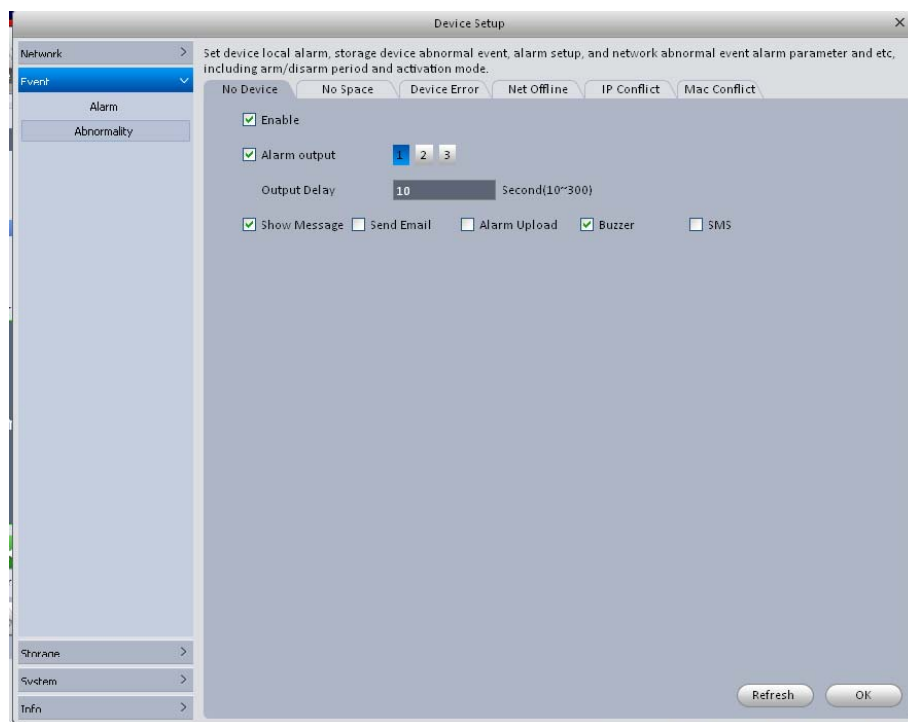 Device Setup
Network
Event
Alarm
Abnormality
Storage
System
Info
Set device local alarm, storage device abnormal event, alarm setup, and network abnormal event alarm parameter and etc,
including arm/disarm period and activation mode.
No Device No Space Device Error Net Offline IP Conflict Mac Conflict
Enable
Alarm output 1 2 3
Output Delay 10 Second(10~300)
Show Message Send Email Alarm Upload Buzzer SMS
Refresh OK